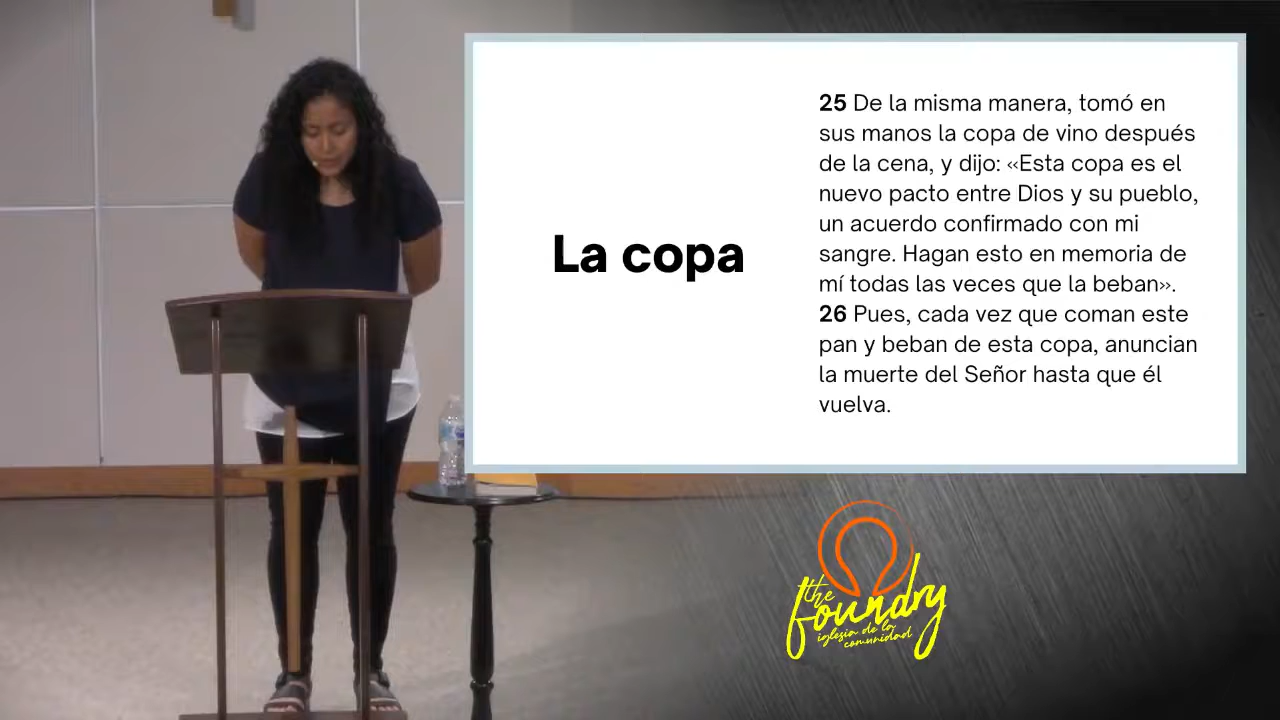 La copa
25 De la misma manera, tomó en
sus manos la copa de vino después
de la cena, y dijo: «Esta copa es el
nuevo pacto entre Dios y su pueblo,
un acuerdo confirmado con mi
sangre. Hagan esto en memoria de
mí todas las veces que la beban».
26 Pues, cada vez que coman este
pan y beban de esta copa, anuncian
la muerte del Señor hasta que él
vuelva.
the
foundry
iglesia de la
comunidad